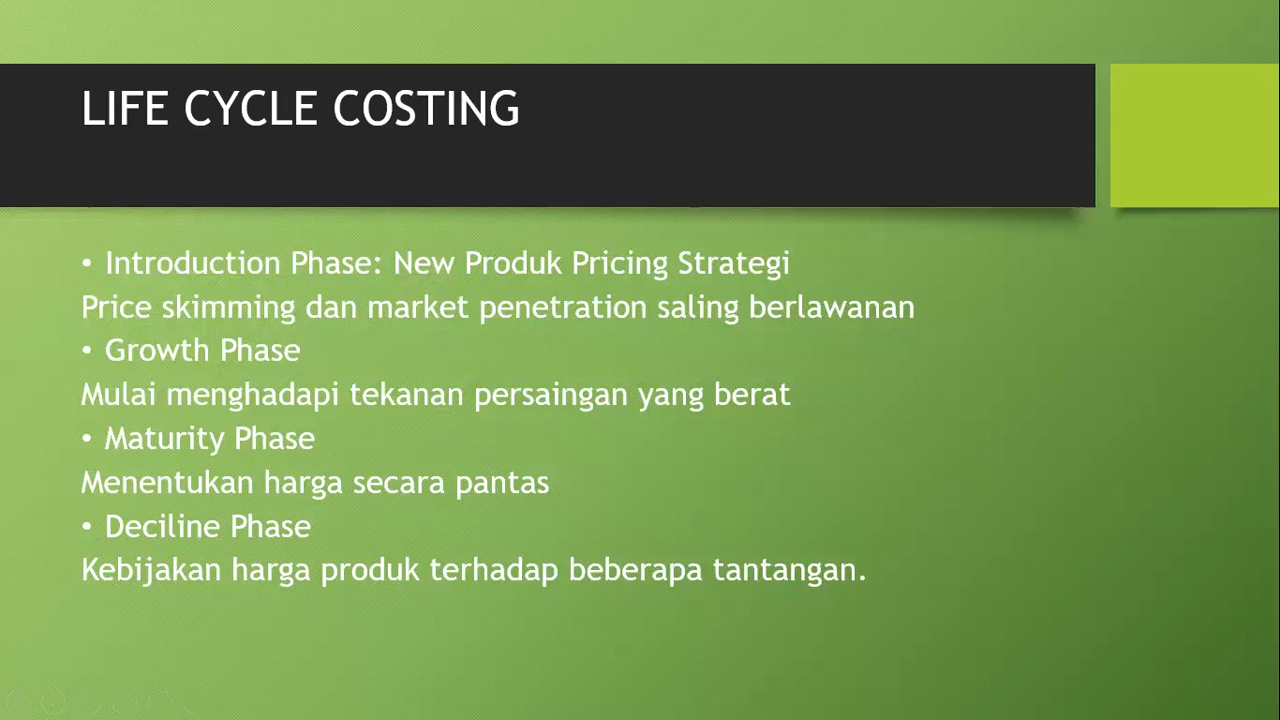 LIFE CYCLE COSTING
• Introduction Phase: New Produk Pricing Strategi
Price skimming dan market penetration saling berlawanan
• Growth Phase
Mulai menghadapi tekanan persaingan yang berat
• Maturity Phase
Menentukan harga secara pantas
• Deciline Phase
Kebijakan harga produk terhadap beberapa tantangan.